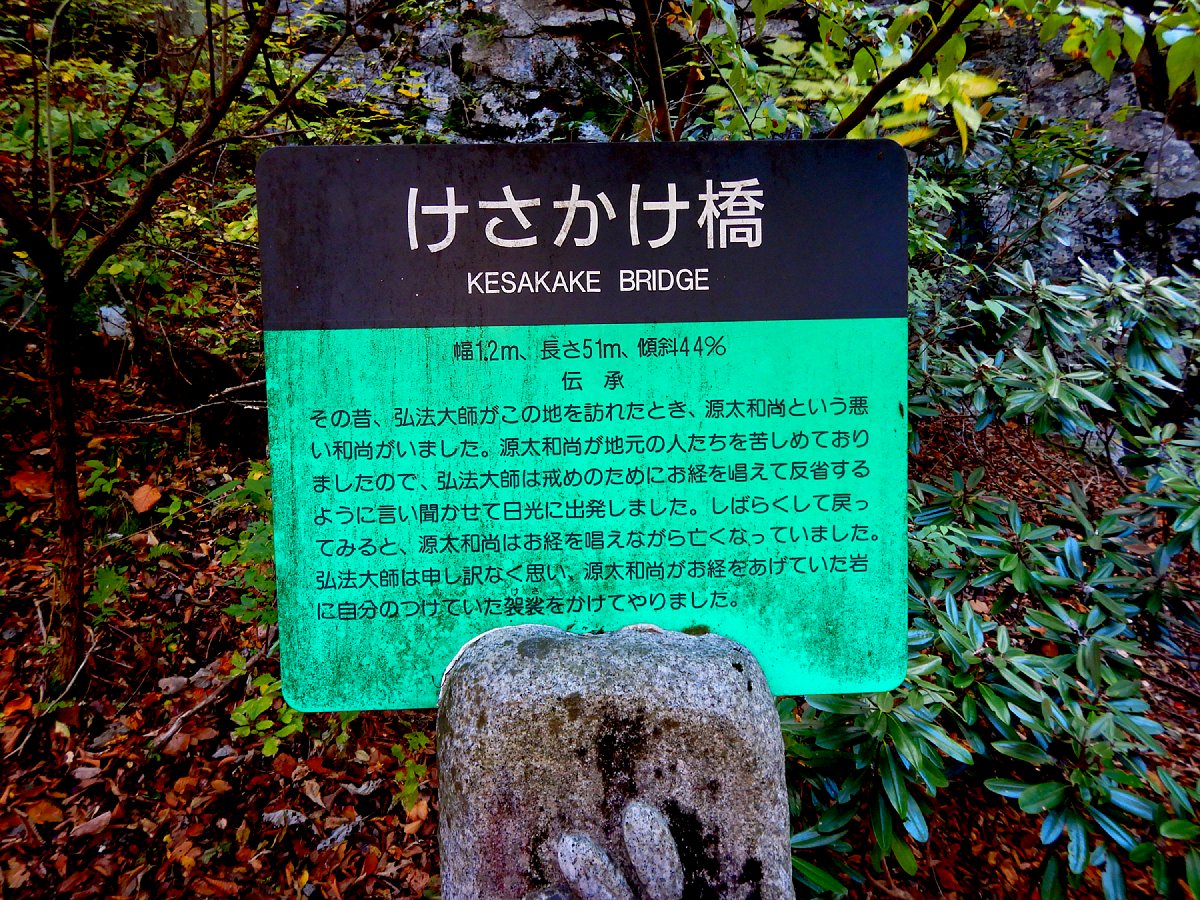 けさかけ橋
KESAKAKE BRIDGE
幅1.2m、長さ51m、傾斜44%
伝 承
その昔、弘法大師がこの地を訪れたとき、源太和尚という悪
い和尚がいました。源太和尚が地元の人たちを苦しめており
ましたので、弘法大師は戒めのためにお経を唱えて反省する
ように言い聞かせて日光に出発しました。しばらくして戻っ
てみると、源太和尚はお経を唱えながら亡くなっていました。
弘法大師は申し訳なく思い、源太和尚がお経をあげていた岩
に自分のつけていた袈裟をかけてやりました。